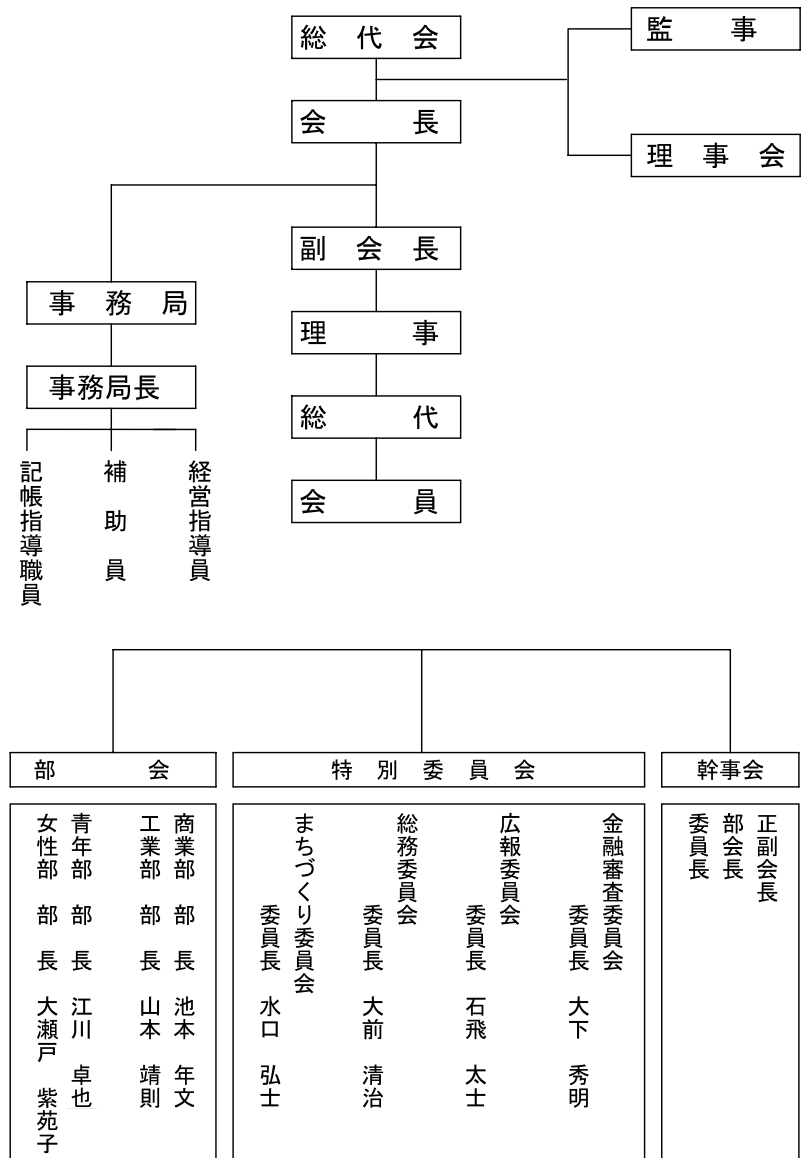 総代会
監事
会長
理事会
副会長
事務局
理事
事務局長
総代
会員
経営指導員
補助員
記帳指導職員
部会
特別委員会
幹事会
商業部 部長 池本 年文
工業部 部長 山本 靖則
青年部 部長 江川 卓也
女性部 部長 大瀬戸 紫苑子
金融審査委員会
委員長 大下 秀明
広報委員会
委員長 石飛 太士
総務委員会
委員長 大前 清治
まちづくり委員会
委員長 水口 弘士
正副会長
部会長
委員長